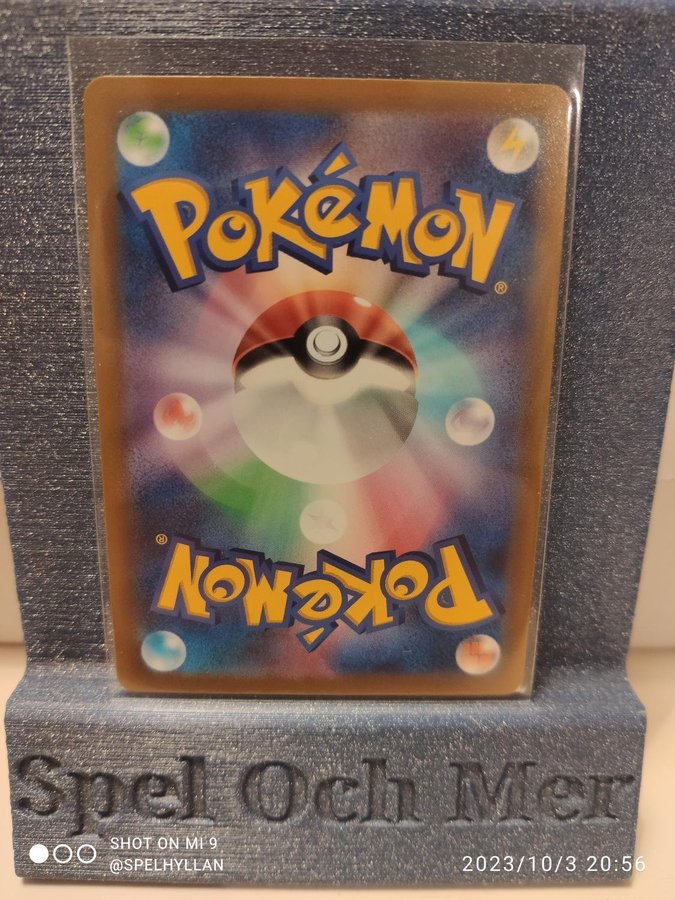 POKéMON®
POKéMON®
Spel Och Mer
SHOT ON MI 9
@SPELHYLLAN
2023/10/3 20:56